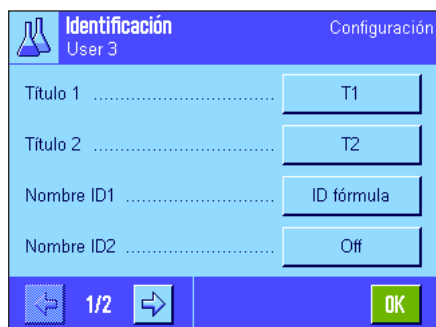 Identificación Configuración
User 3
Título 1 ................................ T1
Título 2 ................................ T2
Nombre ID1 ........................ ID fórmula
Nombre ID2 ........................ Off
1/2 OK